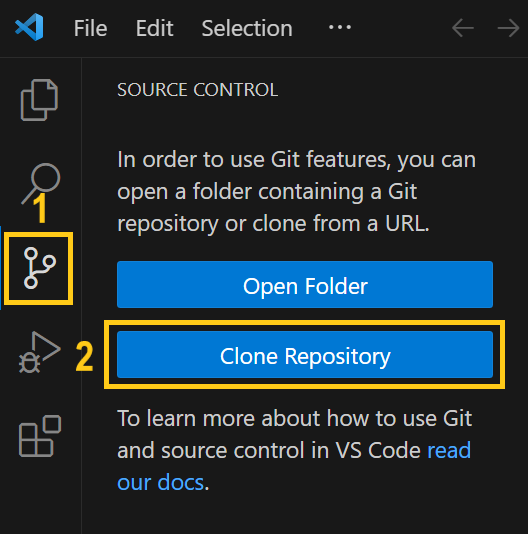 File Edit Selection ...
SOURCE CONTROL
In order to use Git features, you can
open a folder containing a Git
repository or clone from a URL.
1
Open Folder
2
Clone Repository
To learn more about how to use Git
and source control in VS Code read
our docs.